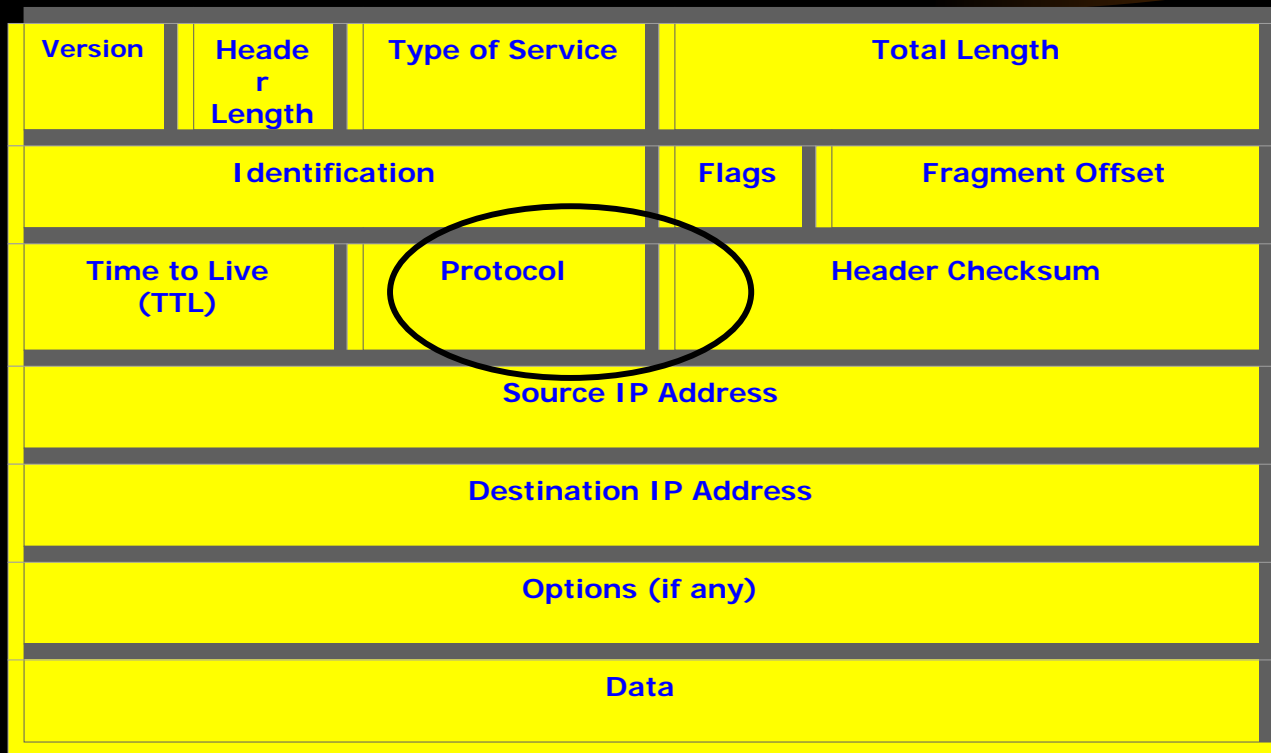 Version
Heade
r
Length
Type of Service
Total Length
Identification
Flags
Fragment Offset
Time to Live
(TTL)
Protocol
Header Checksum
Source IP Address
Destination IP Address
Options (if any)
Data